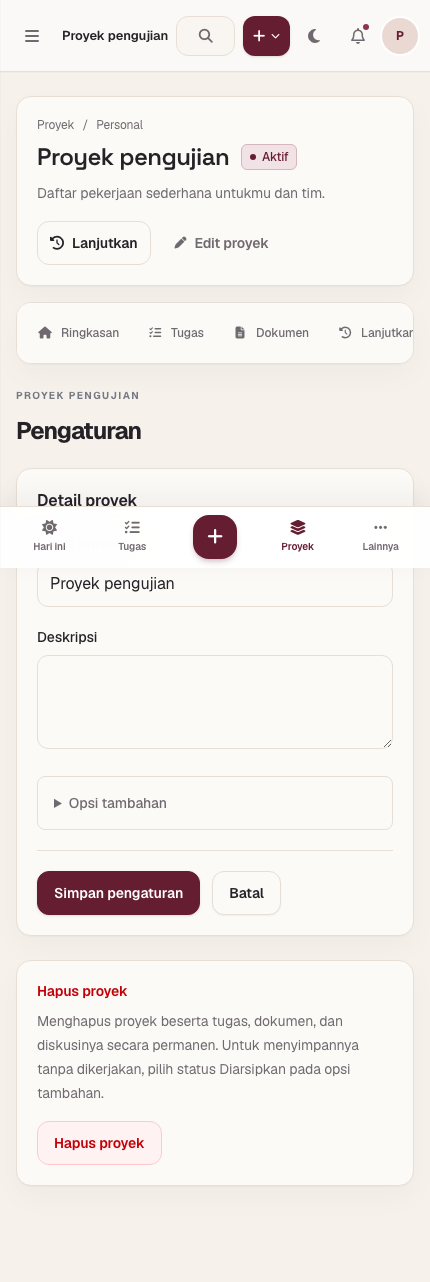 Proyek pengujian
P
Proyek / Personal
Proyek pengujian
Aktif
Daftar pekerjaan sederhana untukmu dan tim.
Lanjutkan
Edit proyek
Ringkasan
Tugas
Dokumen
Lanjutkan
PROYEK PENGUJIAN
Pengaturan
Detail proyek
Hari ini
Tugas
Proyek
Lainnya
Proyek pengujian
Deskripsi
Opsi tambahan
Simpan pengaturan
Batal
Hapus proyek
Menghapus proyek beserta tugas, dokumen, dan
diskusinya secara permanen. Untuk menyimpannya
tanpa dikerjakan, pilih status Diarsipkan pada opsi
tambahan.
Hapus proyek